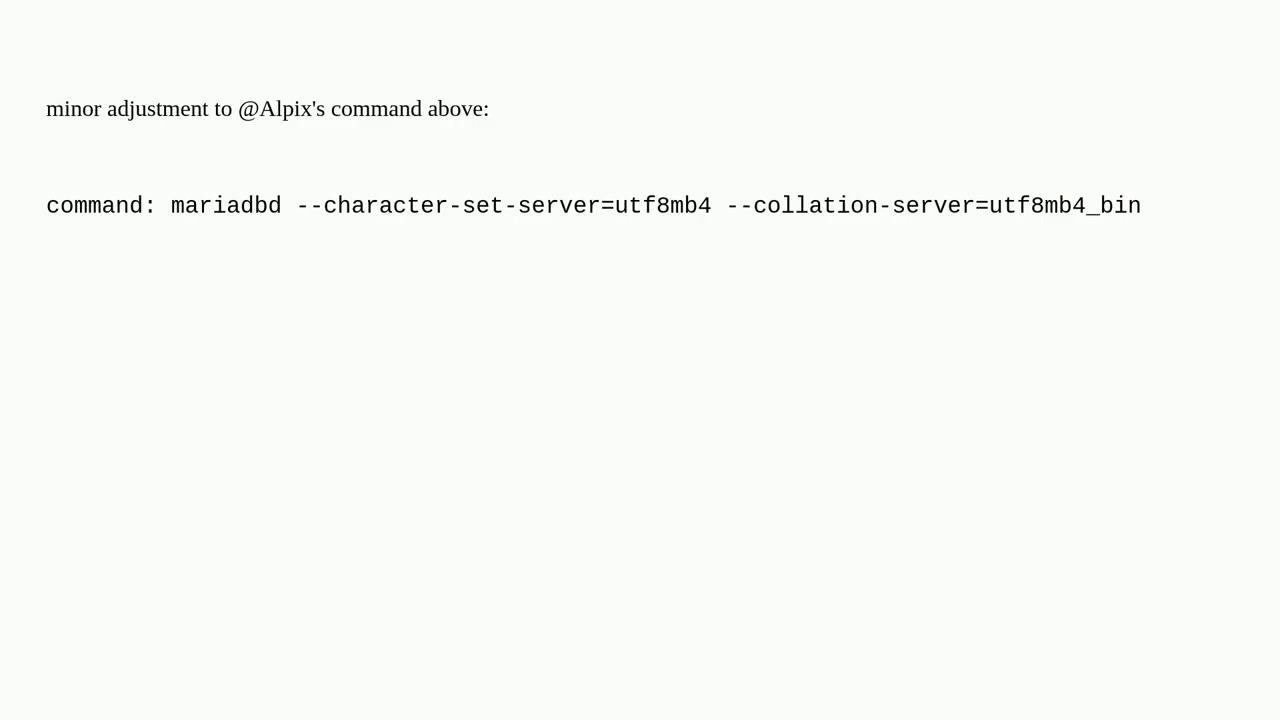 minor adjustment to @Alpix's command above:
command: mariadbd --character-set-server=utf8mb4 --collation-server=utf8mb4_bin